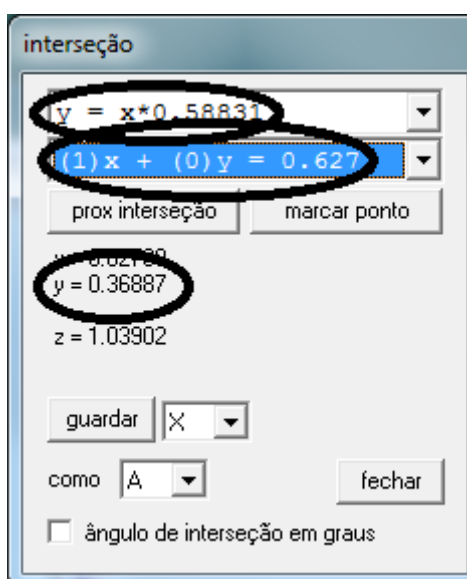 interseção
y = x*0.58831
(1)x + (0)y = 0.627
prox interseção marcar ponto
y = 0.36887
z = 1.03902
guardar X
como A fechar
ângulo de interseção em graus